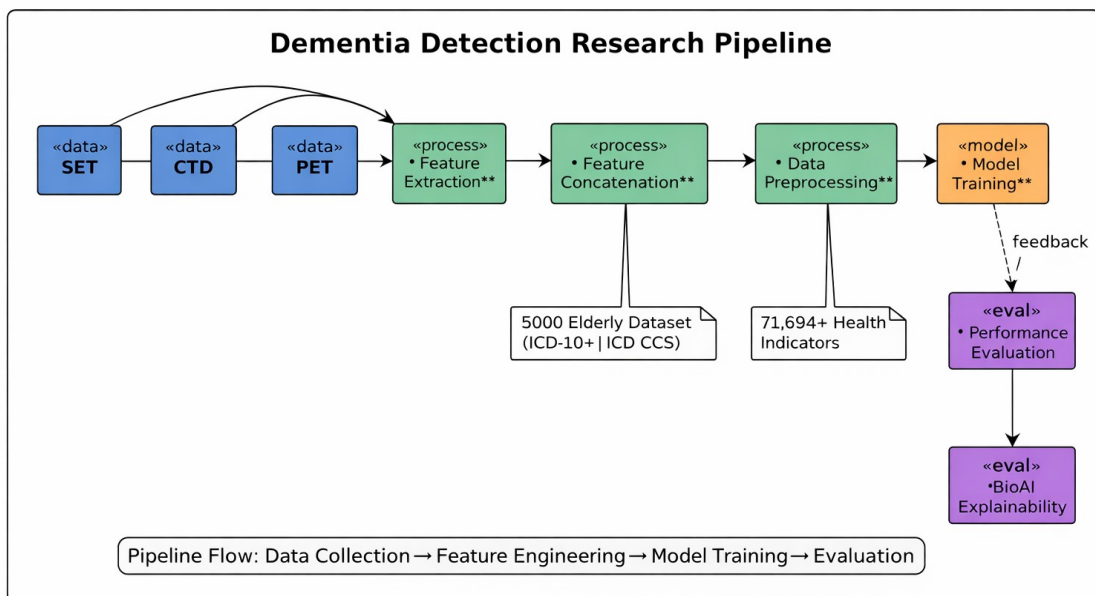 Dementia Detection Research Pipeline
«data»
SET
«data»
CTD
«data»
PET
«process»
• Feature
Extraction**
«process»
• Feature
Concatenation**
«process»
• Data
Preprocessing**
«model»
• Model
Training**
feedback
/
5000 Elderly Dataset
(ICD-10+ | ICD CCS)
71,694+ Health
Indicators
«eval»
• Performance
Evaluation
«eval»
•BioAI
Explainability
Pipeline Flow: Data Collection→Feature Engineering→Model Training→Evaluation